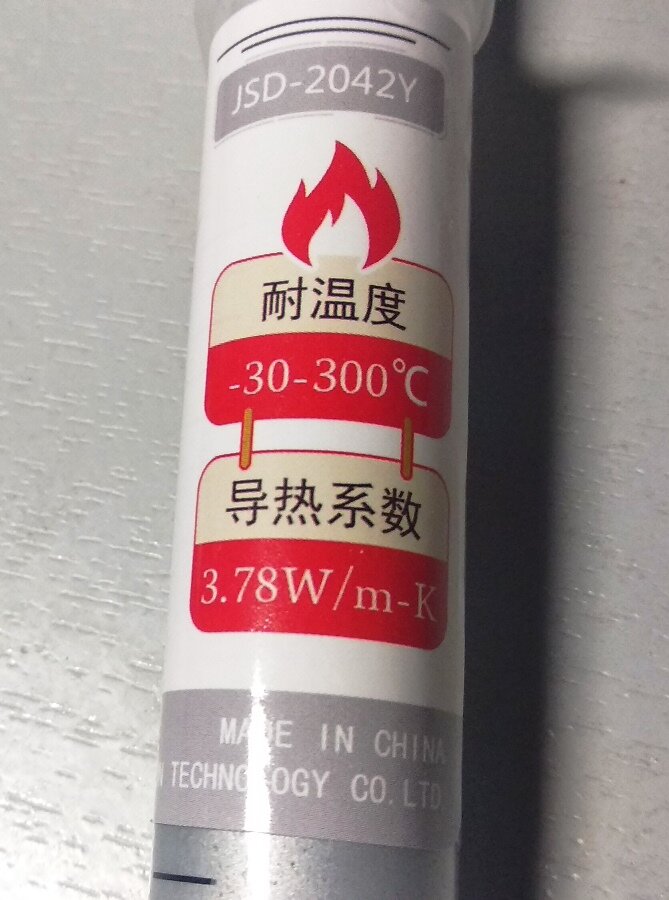 JSD-2042Y
耐温度
-30-300℃
导热系数
3.78W/m-K
MADE IN CHINA
TECHNOLOGY CO.LTD